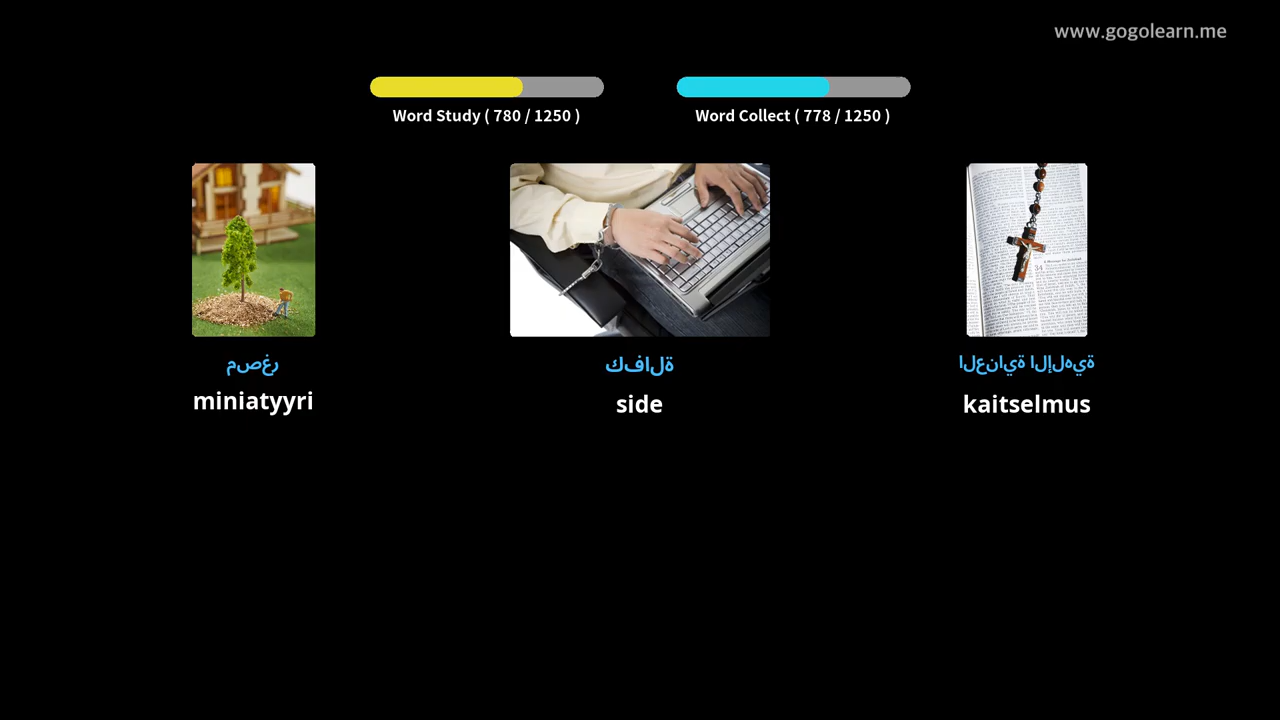 www.gogolearn.me
Word Study ( 780 / 1250 )
Word Collect ( 778 / 1250 )
مصغر
كفالة
العناية الإلهية
miniatyyri
side
kaitselmus